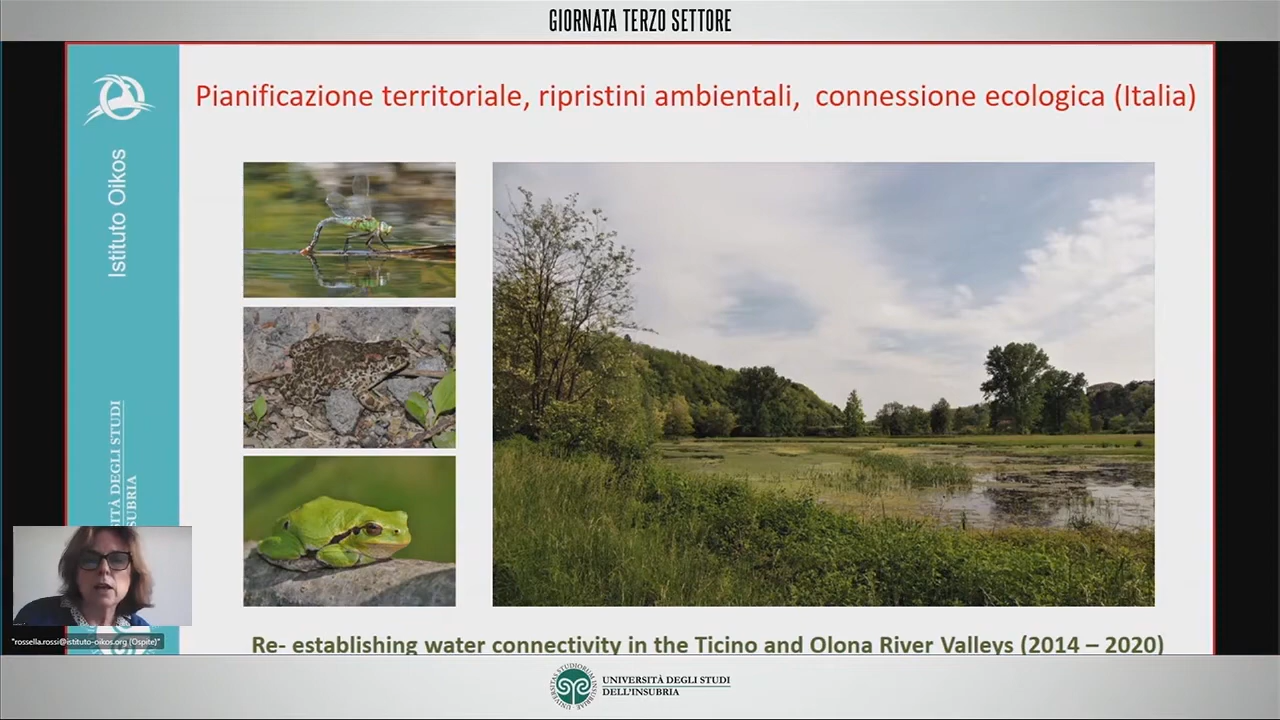 GIORNATA TERZO SETTORE
Pianificazione territoriale, ripristini ambientali, connessione ecologica (Italia)
Istituto Oikos
DEGLI STUDI
Re- establishing water connectivity in the Ticino and Olona River Valleys (2014 – 2020)
"rossella.rossi@istituto-oikos.org (Ospite)"
UNIVERSITÀ DEGLI STUDI
DELL'INSUBRIA